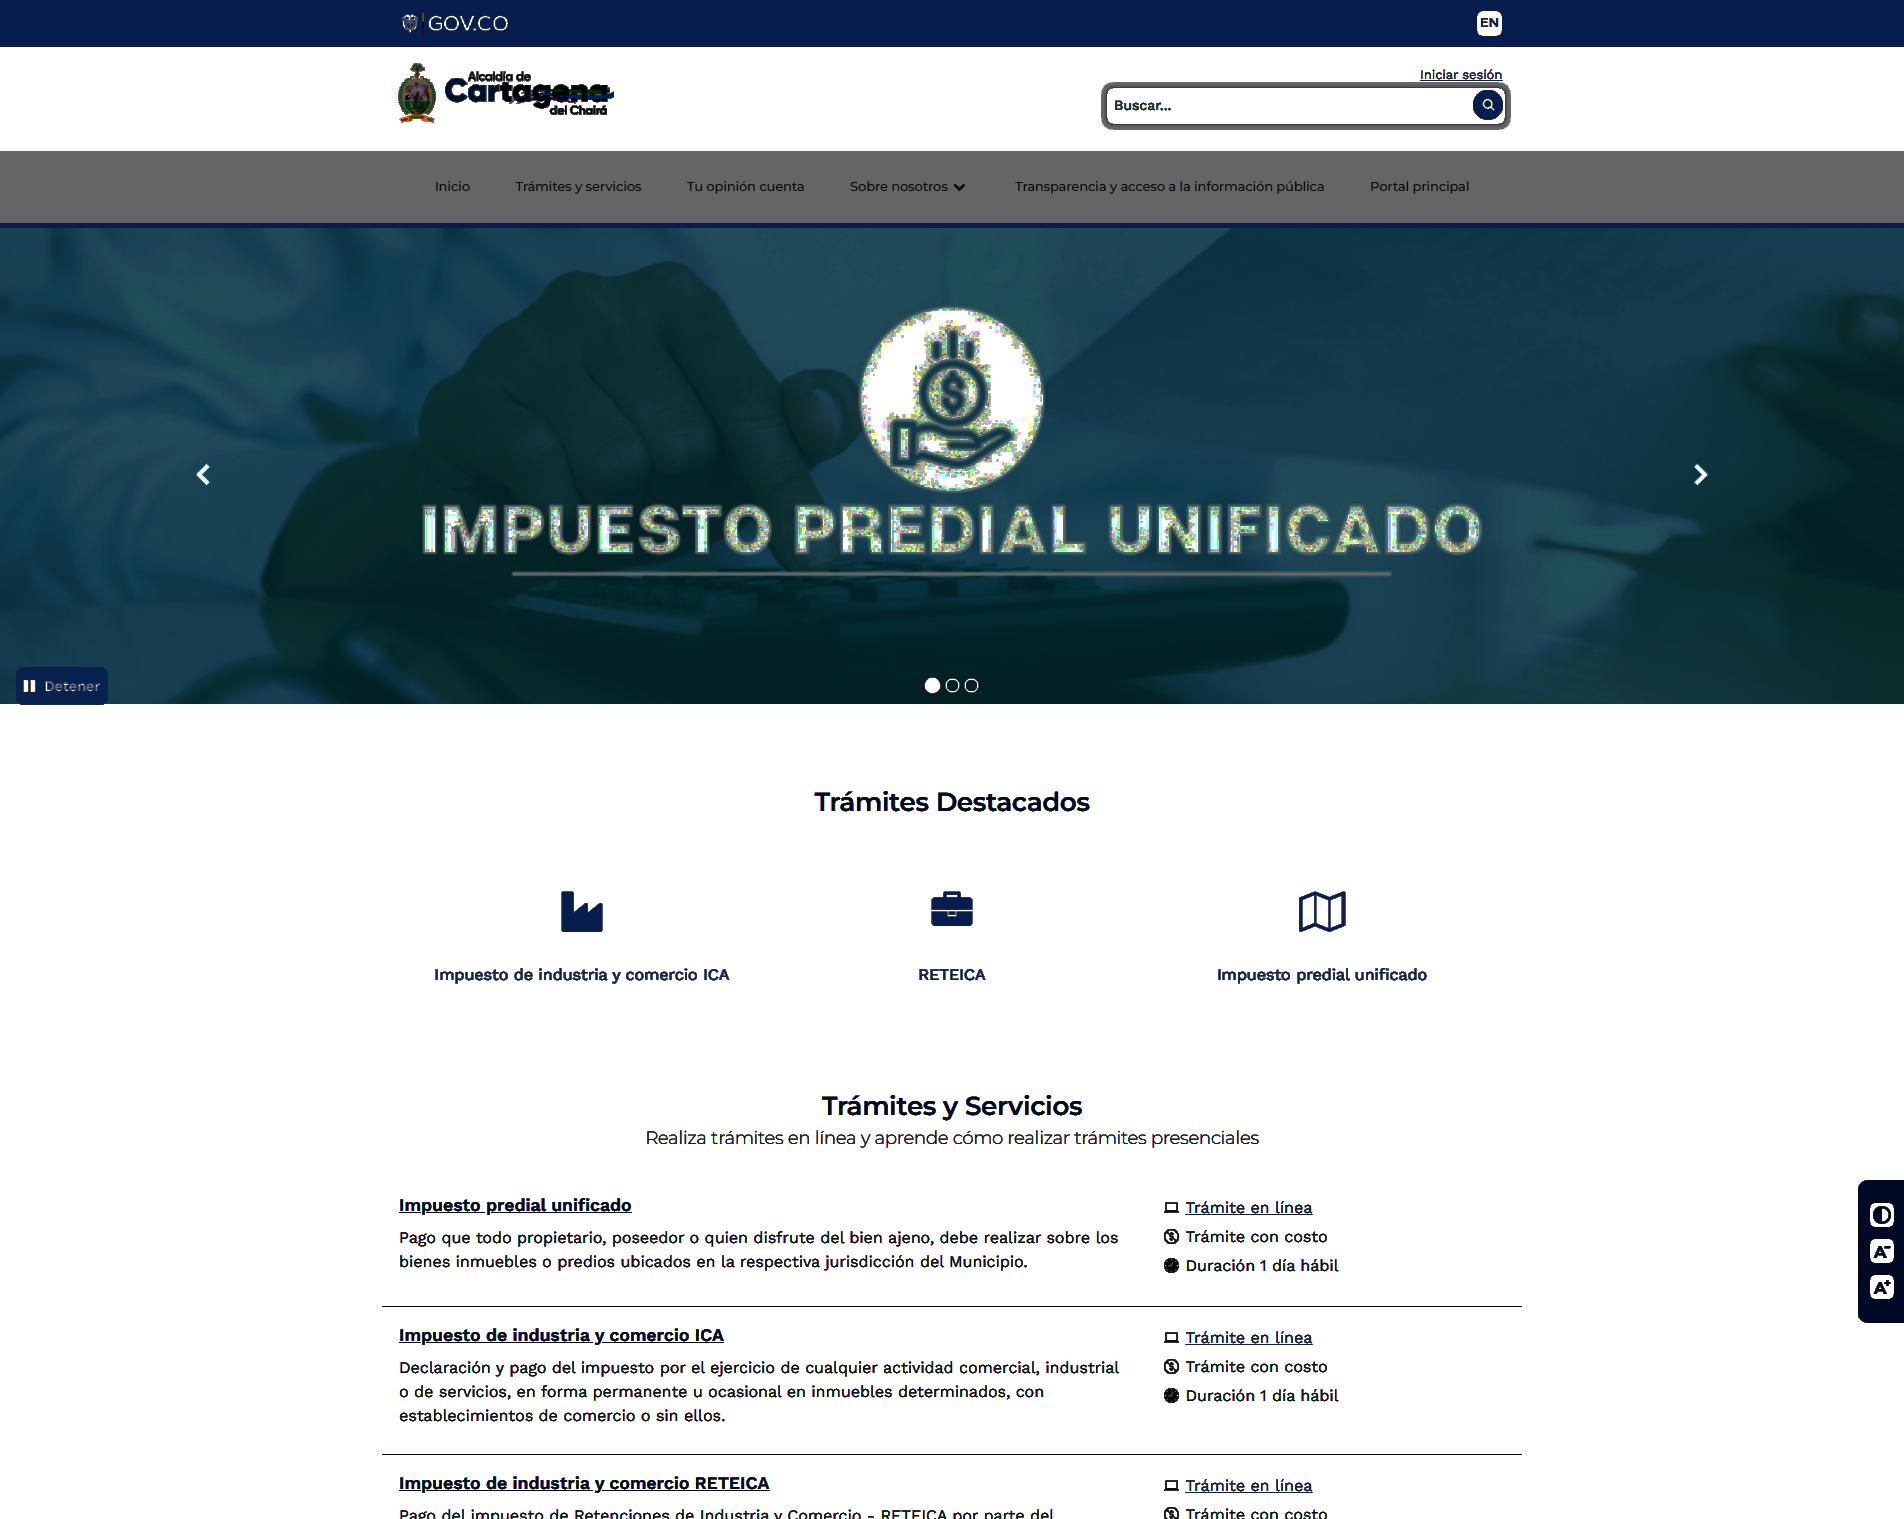 GOV.CO
EN
Alcaldía de
Cartagena
del Chairá
Iniciar sesión
Buscar...
Inicio
Trámites y servicios
Tu opinión cuenta
Sobre nosotros
Transparencia y acceso a la información pública
Portal principal
IMPUESTO PREDIAL UNIFICADO
Detener
Trámites Destacados
Impuesto de industria y comercio ICA
RETEICA
Impuesto predial unificado
Trámites y Servicios
Realiza trámites en línea y aprende cómo realizar trámites presenciales
Impuesto predial unificado
Pago que todo propietario, poseedor o quien disfrute del bien ajeno, debe realizar sobre los
bienes inmuebles o predios ubicados en la respectiva jurisdicción del Municipio.
Trámite en línea
Trámite con costo
Duración 1 día hábil
A-
A+
Impuesto de industria y comercio ICA
Declaración y pago del impuesto por el ejercicio de cualquier actividad comercial, industrial
o de servicios, en forma permanente u ocasional en inmuebles determinados, con
establecimientos de comercio o sin ellos.
Trámite en línea
Trámite con costo
Duración 1 día hábil
Impuesto de industria y comercio RETEICA
Pago del impuesto de Retenciones de Industria y Comercio - RETEICA por parte del
Trámite en línea
Trámite con costo